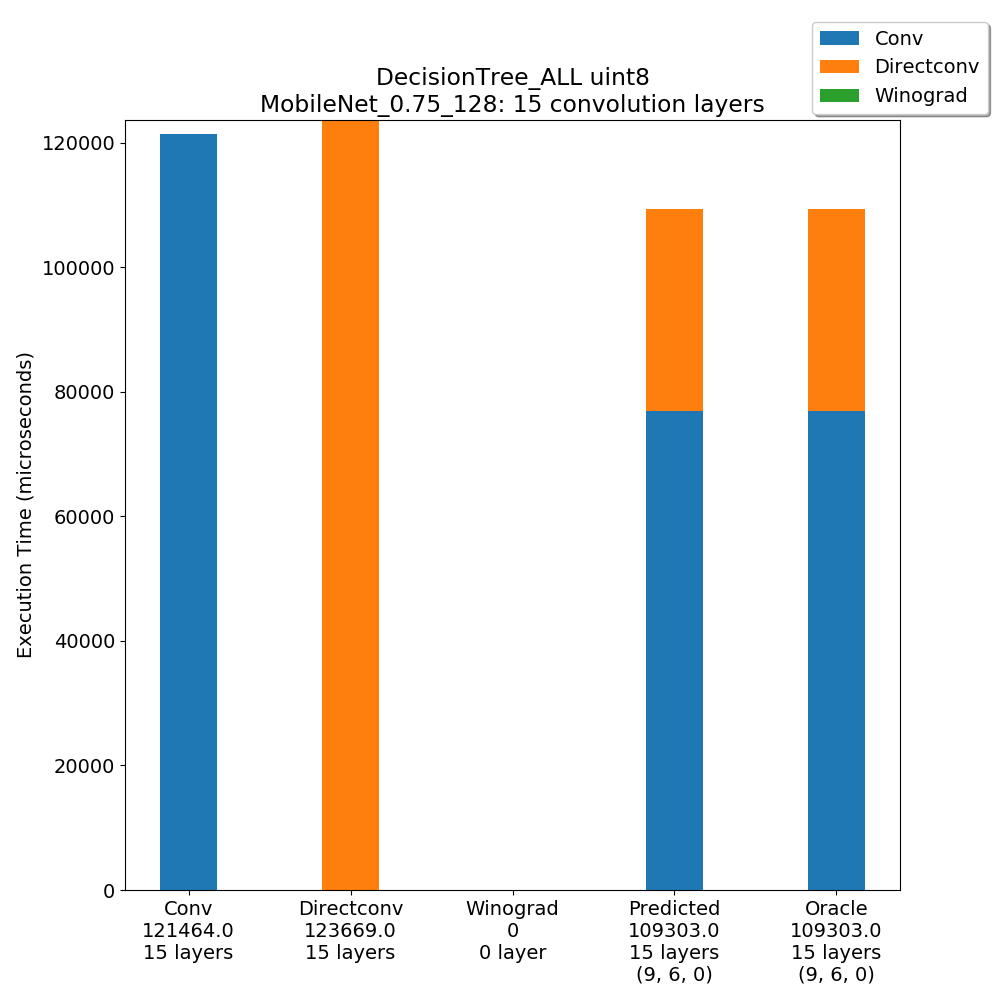 Conv
Directconv
Winograd
DecisionTree_ALL uint8
MobileNet_0.75_128: 15 convolution layers
Execution Time (microseconds)
120000
100000
80000
60000
40000
20000
0
Conv
121464.0
15 layers
Directconv
123669.0
15 layers
Winograd
0
0 layer
Predicted
109303.0
15 layers
(9, 6, 0)
Oracle
109303.0
15 layers
(9, 6, 0)